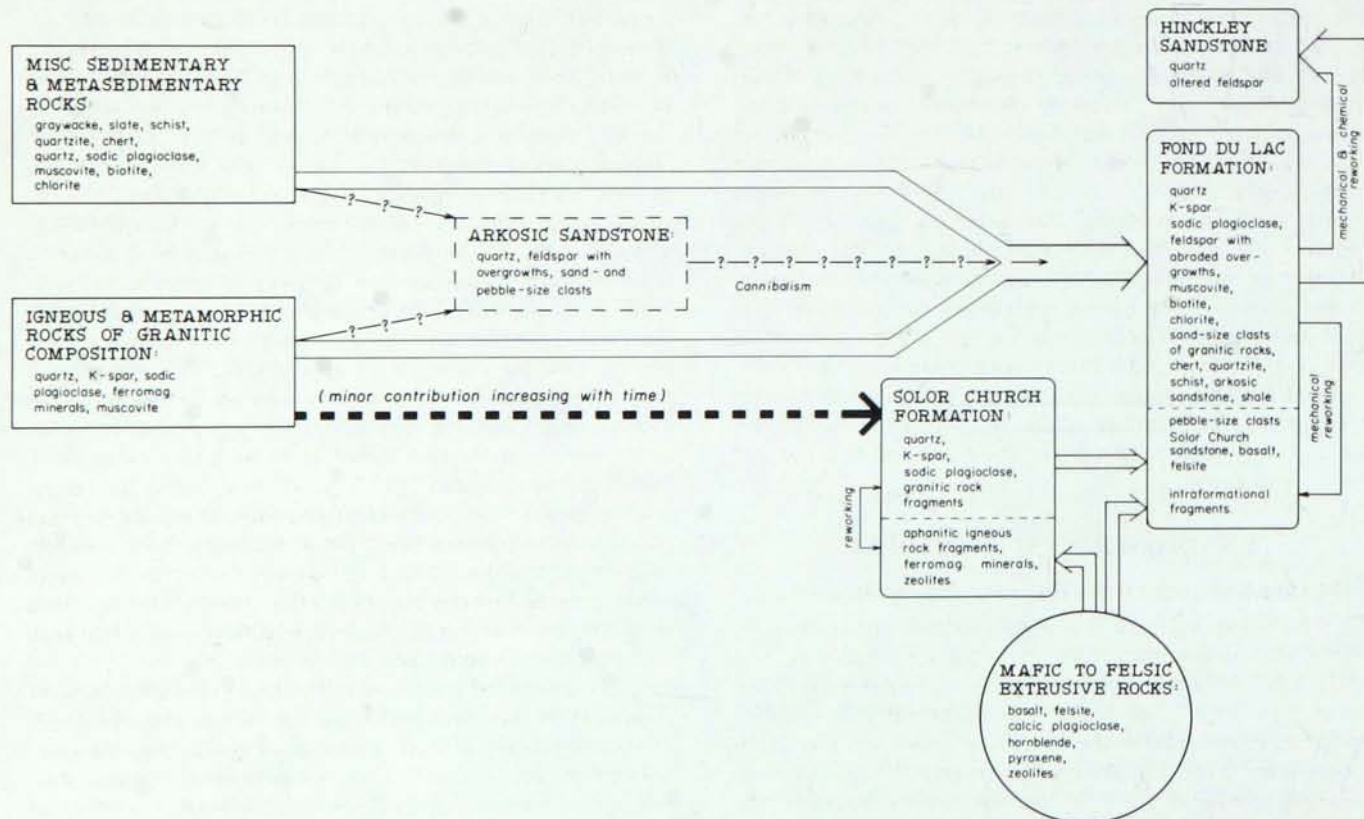 MISC. SEDIMENTARY
& METASEDIMENTARY
ROCKS:
graywacke, slate, schist,
quartzite, chert,
quartz, sodic plagioclase,
muscovite, biotite,
chlorite
? ? ?
ARKOSIC SANDSTONE:
quartz, feldspar with
overgrowths, sand- and
pebble-size clasts
? ? ? ? ? ? ? ?
Cannibalism
IGNEOUS & METAMORPHIC
ROCKS OF GRANITIC
COMPOSITION:
quartz, K-spar, sodic
plagioclase, ferromag
minerals, muscovite
? ? ?
(minor contribution increasing with time)
SOLOR CHURCH
FORMATION:
quartz,
K-spar,
sodic plagioclase,
granitic rock
fragments
aphanitic igneous
rock fragments,
ferromag minerals,
zeolites.
reworking
MAFIC TO FELSIC
EXTRUSIVE ROCKS:
basalt, felsite,
calcic plagioclase,
hornblende,
pyroxene,
zeolites.
HINCKLEY
SANDSTONE
quartz
altered feldspar
FOND DU LAC
FORMATION:
quartz
K-spar
sodic plagioclase,
feldspar with
abraded over-
growths,
muscovite,
biotite,
chlorite,
sand-size clasts
of granitic rocks,
chert, quartzite,
schist, arkosic
sandstone, shale
pebble-size clasts
Solor Church
sandstone, basalt,
felsite
intraformational
fragments.
mechanical & chemical
reworking
mechanical
reworking